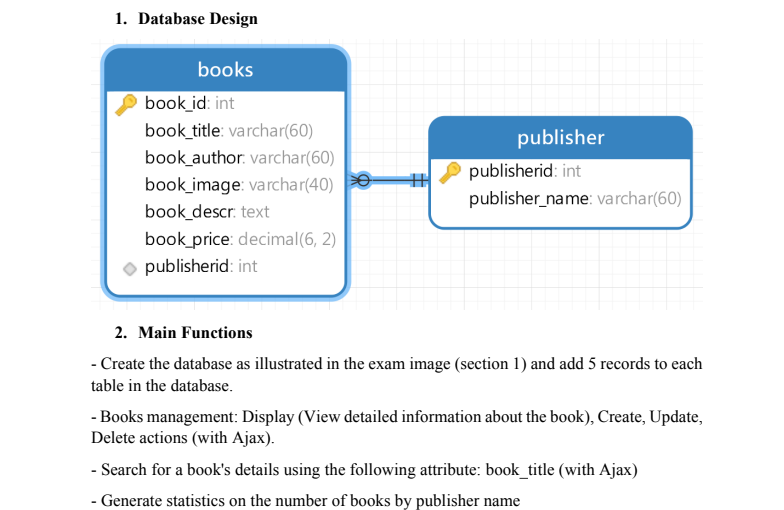 1. Database Design
books
book_id: int
book_title: varchar(60)
book_author: varchar(60)
book_image: varchar(40)
book_descr: text
book_price: decimal(6, 2)
publisherid: int
publisher
publisherid: int
publisher_name: varchar(60)
2. Main Functions
- Create the database as illustrated in the exam image (section 1) and add 5 records to each
table in the database.
- Books management: Display (View detailed information about the book), Create, Update,
Delete actions (with Ajax).
- Search for a book's details using the following attribute: book_title (with Ajax)
- Generate statistics on the number of books by publisher name